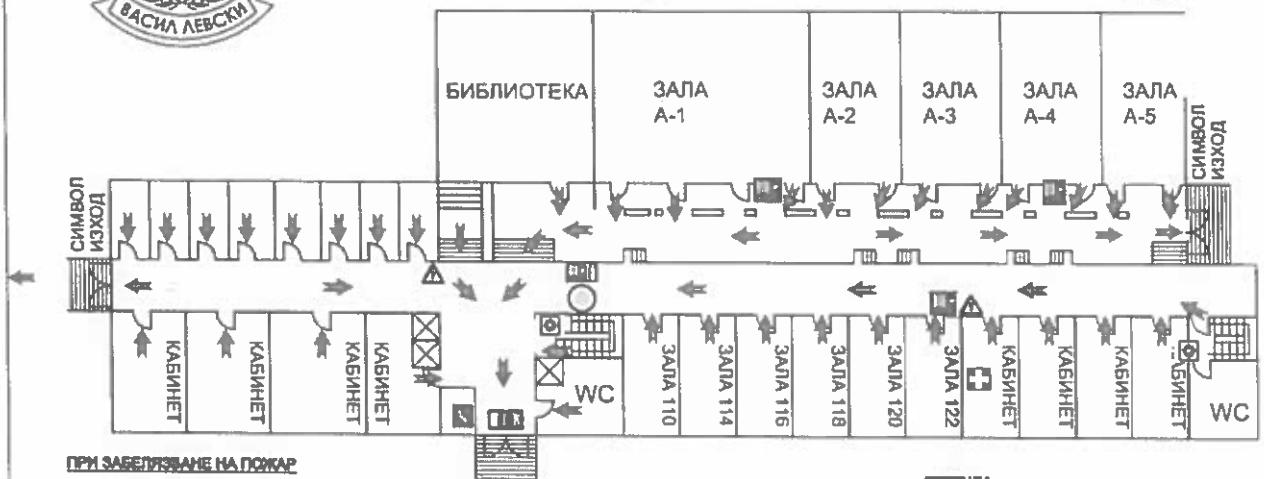 ВАСИЛ ЛЕВСКИ
БИБЛИОТЕКА
ЗАЛА
А-1
ЗАЛА
А-2
ЗАЛА
А-3
ЗАЛА
А-4
ЗАЛА
А-5
СИМВОЛ
ИЗХОД
СИМВОЛ
ИЗХОД
КАБИНЕТ
КАБИНЕТ
КАБИНЕТ
КАБИНЕТ
WC
ЗАЛА 110
ЗАЛА 114
ЗАЛА 116
ЗАЛА 118
ЗАЛА 120
ЗАЛА 122
КАБИНЕТ
КАБИНЕТ
КАБИНЕТ
КАБИНЕТ
WC
ПРИ ЗАБЕЛЯЗВАНЕ НА ПОЖАР